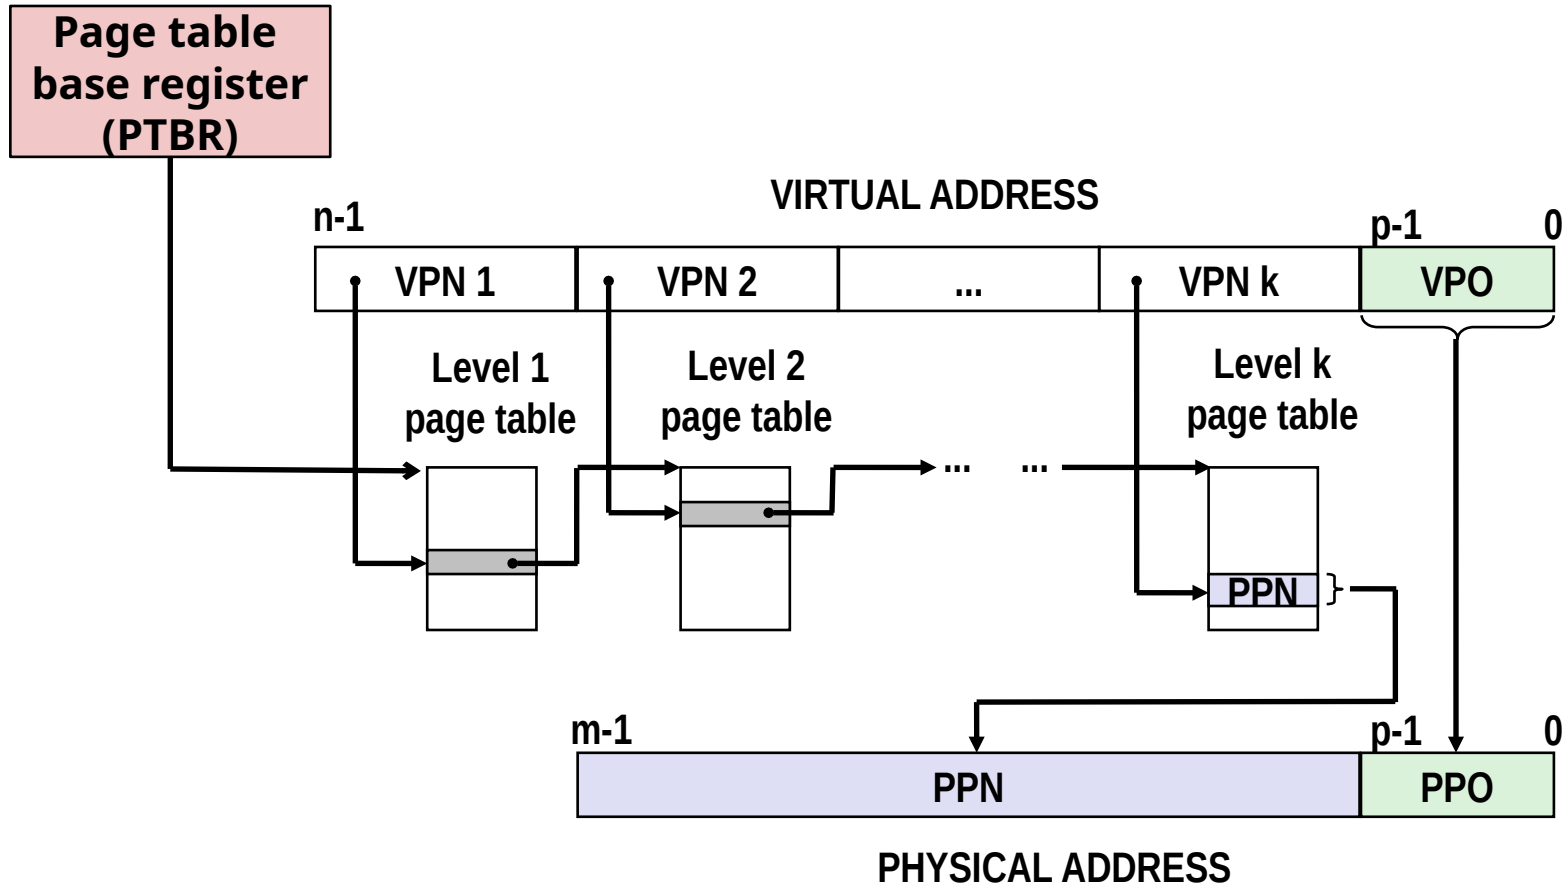 Page table
base register
(PTBR)
VIRTUAL ADDRESS
n-1
p-1
0
VPN 1
VPN 2
...
VPN k
VPO
Level 1
page table
Level 2
page table
Level k
page table
...
...
PPN
m-1
p-1
0
PPN
PPO
PHYSICAL ADDRESS